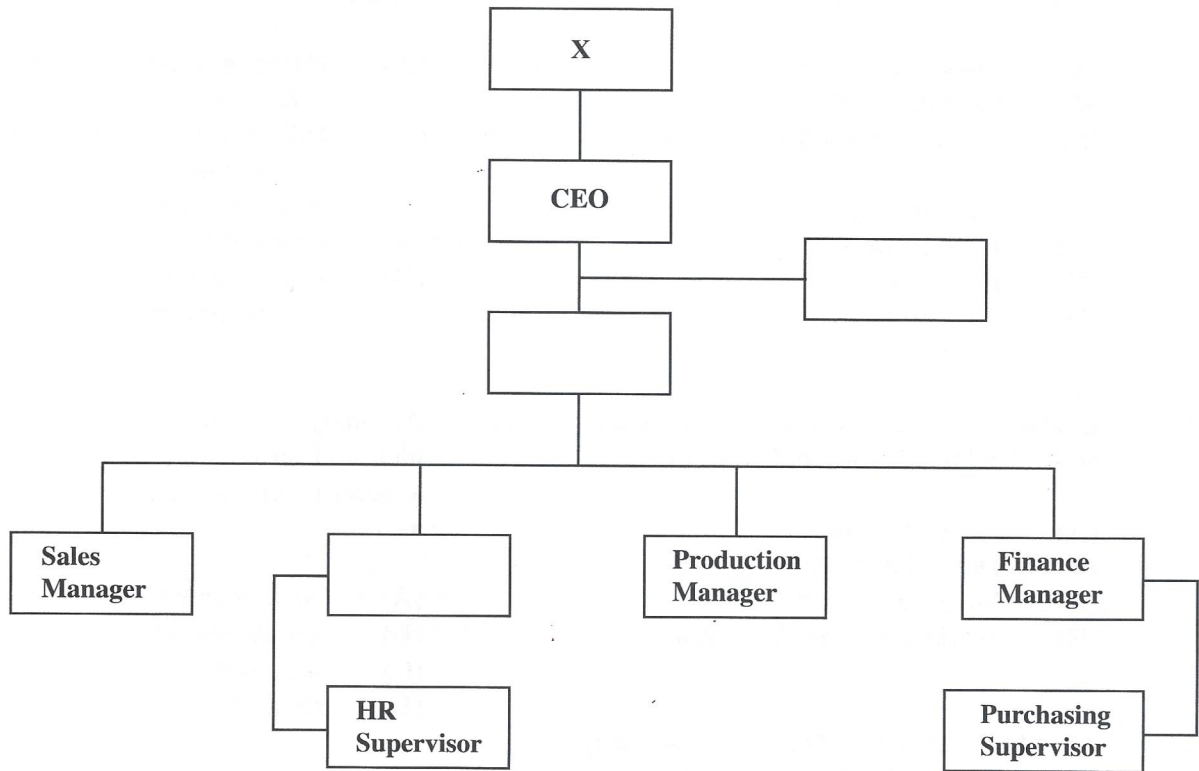 X
CEO
Sales
Manager
Production
Manager
Finance
Manager
HR
Supervisor
Purchasing
Supervisor